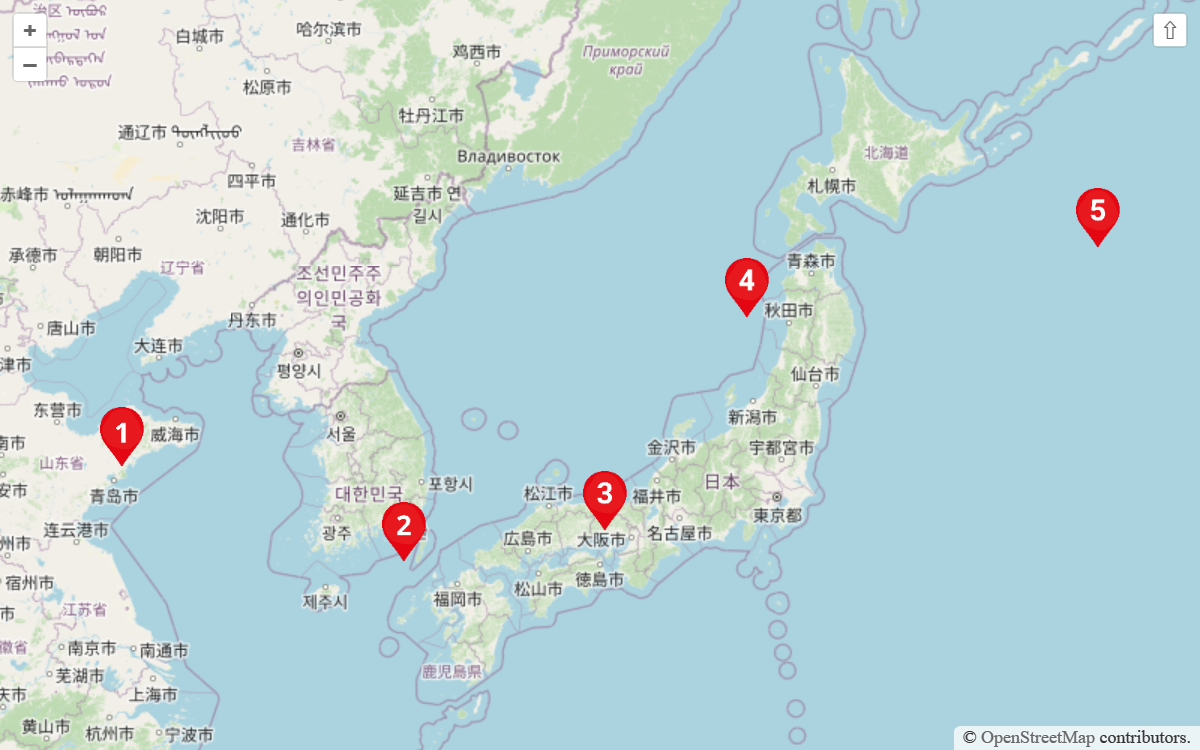 +
−
⇧
治区
白城市
哈尔滨市
鸡西市
Приморский
край
松原市
牡丹江市
通辽市
吉林省
Владивосток
北海道
四平市
札幌市
赤峰市
延吉市 연
길시
沈阳市
通化市
5
承德市
朝阳市
辽宁省
조선민주주
의인민공화
국
青森市
4
秋田市
唐山市
丹东市
大连市
津市
평양시
仙台市
东营市
新潟市
1
威海市
서울
南市
金沢市
宇都宮市
山东省
日本
安市
青岛市
대한민국
포항시
松江市
3
福井市
東京都
连云港市
2
광주
広島市
大阪市
名古屋市
州市
宿州市
제주시
福岡市
松山市
徳島市
江苏省
市
徽省
南京市
南通市
芜湖市
鹿児島県
庆市
上海市
黄山市
杭州市
宁波市
© OpenStreetMap contributors.